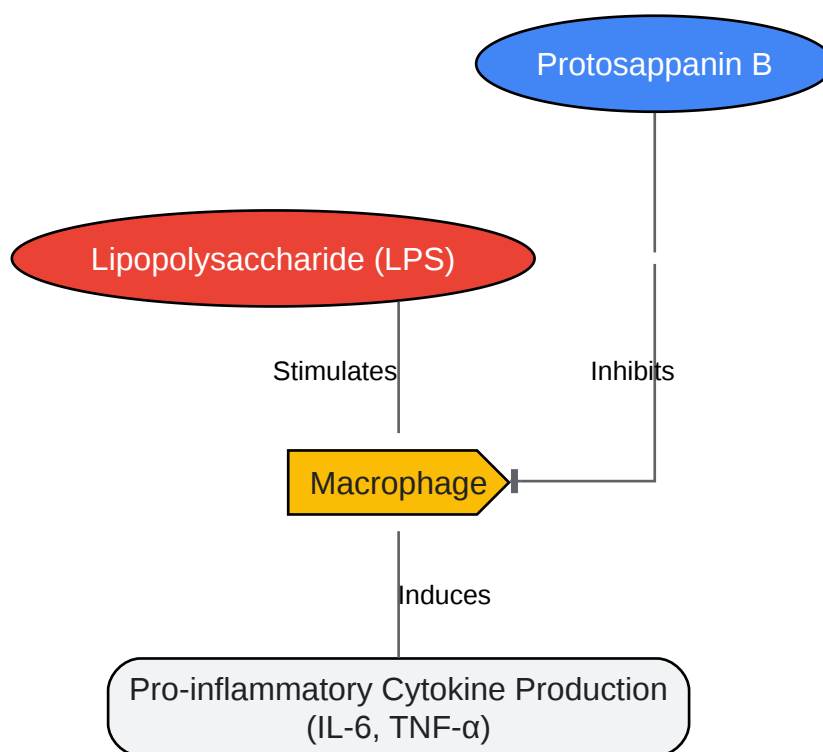 Protosappanin B
Lipopolysaccharide (LPS)
Stimulates
Inhibits
Macrophage
Induces
Pro-inflammatory Cytokine Production
(IL-6, TNF-α)